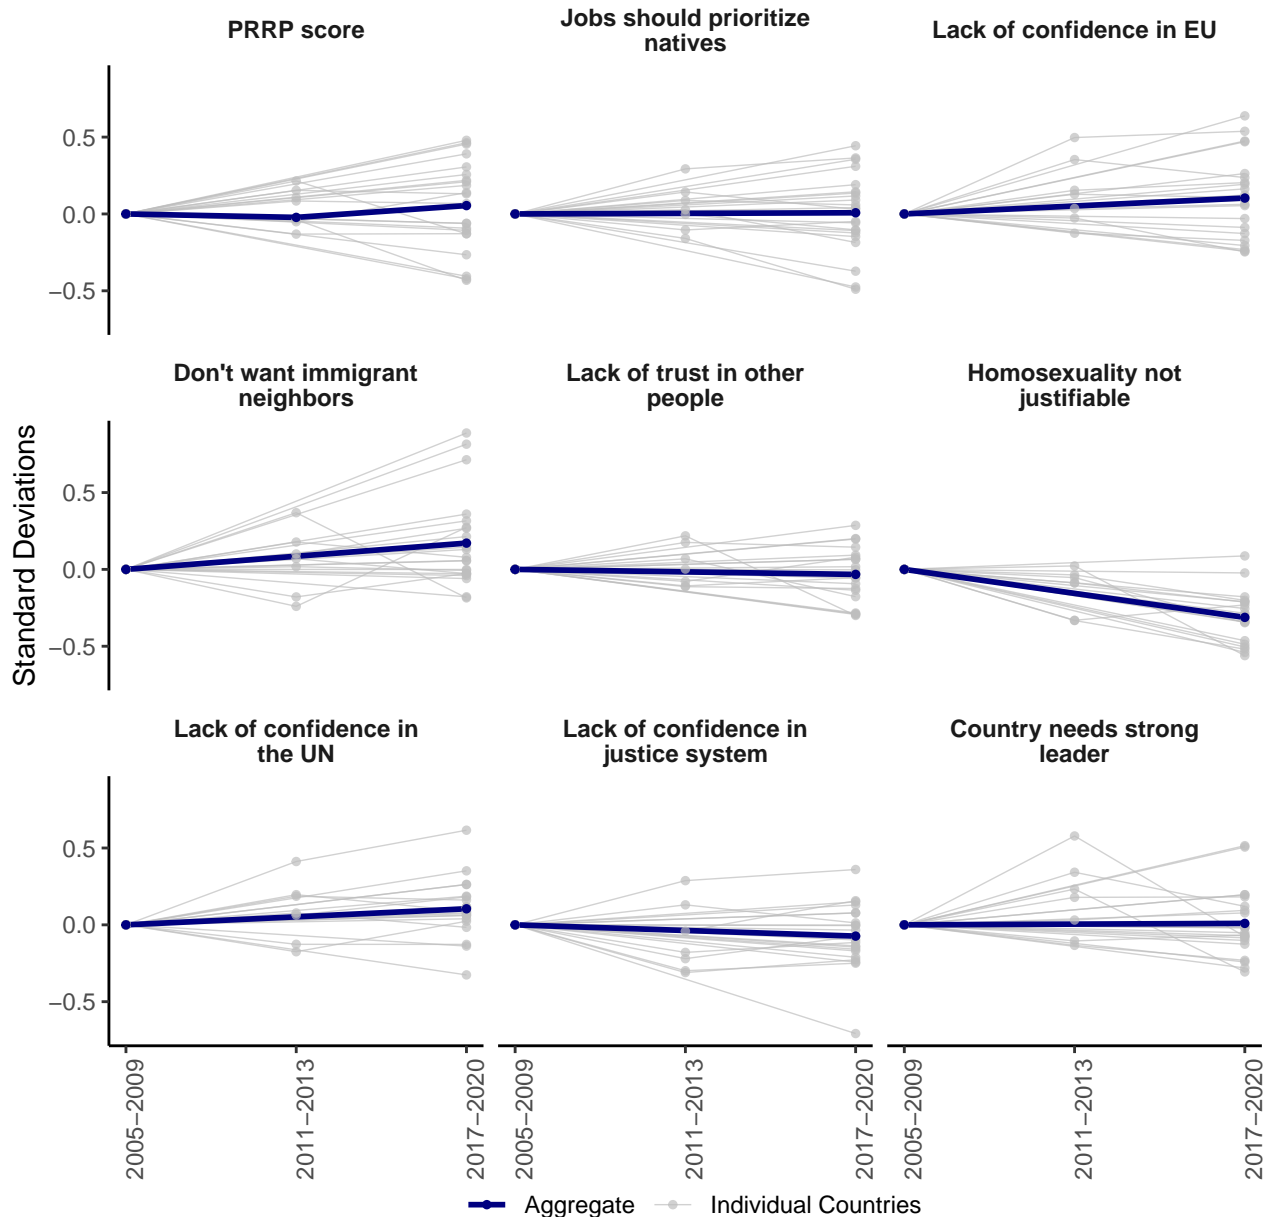 PRRP score
Jobs should prioritize
natives
Lack of confidence in EU
0.5
0.0
−0.5
Don't want immigrant
neighbors
Lack of trust in other
people
Homosexuality not
justifiable
Standard Deviations
0.5
0.0
−0.5
Lack of confidence in
the UN
Lack of confidence in
justice system
Country needs strong
leader
0.5
0.0
−0.5
2005−2009
2011−2013
2017−2020
2005−2009
2011−2013
2017−2020
2005−2009
2011−2013
2017−2020
Aggregate
Individual Countries